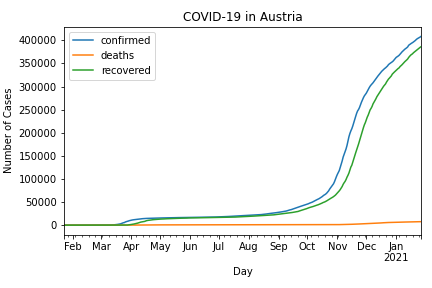 COVID-19 in Austria
confirmed
deaths
recovered
Number of Cases
400000
350000
300000
250000
200000
150000
100000
50000
0
Feb Mar Apr May Jun Jul Aug Sep Oct Nov Dec Jan
2021
Day